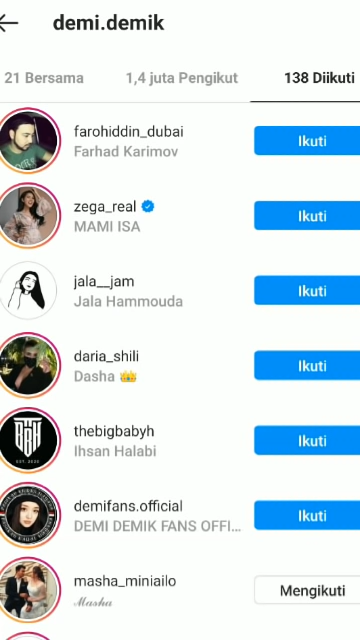 demi.demik
21 Bersama 1,4 juta Pengikut 138 Diikuti
farohiddin_dubai
Farhad Karimov
Ikuti
zega_real
MAMI ISA
Ikuti
jala__jam
Jala Hammouda
Ikuti
daria_shili
Dasha 👑
Ikuti
thebigbabyh
Ihsan Halabi
Ikuti
BBH
demifans.official
DEMI DEMIK FANS OFFI...
Ikuti
masha_miniailo
𝓜𝓪𝓼𝓱𝓪
Mengikuti